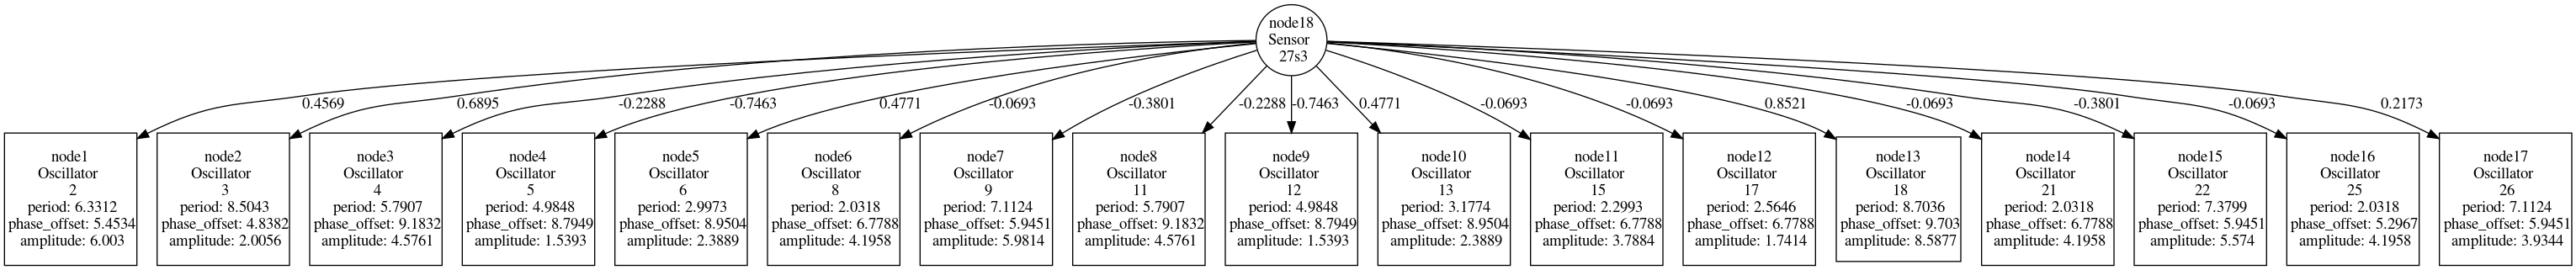 node18
Sensor
27s3
0.4569
0.6895
-0.2288
-0.7463
0.4771
-0.0693
-0.3801
-0.2288
-0.7463
0.4771
-0.0693
-0.0693
0.8521
-0.0693
-0.3801
-0.0693
0.2173
node1
Oscillator
2
period: 6.3312
phase_offset: 5.4534
amplitude: 6.003
node2
Oscillator
3
period: 8.5043
phase_offset: 4.8382
amplitude: 2.0056
node3
Oscillator
4
period: 5.7907
phase_offset: 9.1832
amplitude: 4.5761
node4
Oscillator
5
period: 4.9848
phase_offset: 8.7949
amplitude: 1.5393
node5
Oscillator
6
period: 2.9973
phase_offset: 8.9504
amplitude: 2.3889
node6
Oscillator
8
period: 2.0318
phase_offset: 6.7788
amplitude: 4.1958
node7
Oscillator
9
period: 7.1124
phase_offset: 5.9451
amplitude: 5.9814
node8
Oscillator
11
period: 5.7907
phase_offset: 9.1832
amplitude: 4.5761
node9
Oscillator
12
period: 4.9848
phase_offset: 8.7949
amplitude: 1.5393
node10
Oscillator
13
period: 3.1774
phase_offset: 8.9504
amplitude: 2.3889
node11
Oscillator
15
period: 2.2993
phase_offset: 6.7788
amplitude: 3.7884
node12
Oscillator
17
period: 2.5646
phase_offset: 6.7788
amplitude: 1.7414
node13
Oscillator
18
period: 8.7036
phase_offset: 9.703
amplitude: 8.5877
node14
Oscillator
21
period: 2.0318
phase_offset: 6.7788
amplitude: 4.1958
node15
Oscillator
22
period: 7.3799
phase_offset: 5.9451
amplitude: 5.574
node16
Oscillator
25
period: 2.0318
phase_offset: 5.2967
amplitude: 4.1958
node17
Oscillator
26
period: 7.1124
phase_offset: 5.9451
amplitude: 3.9344